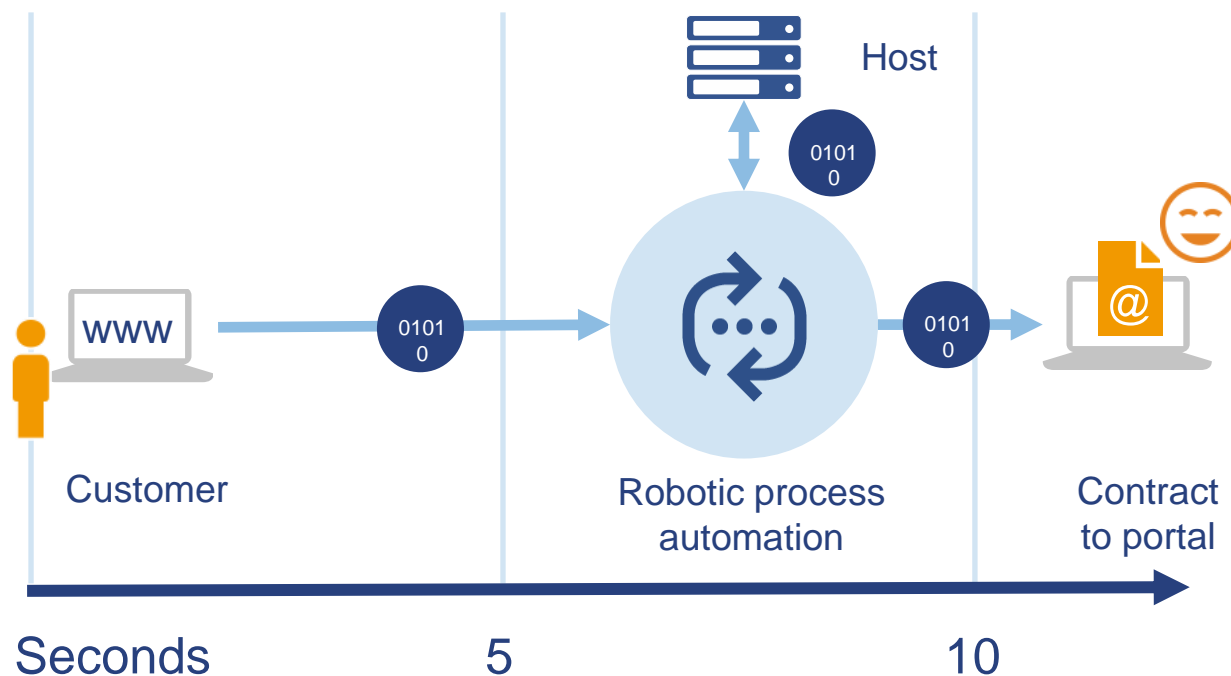 Host
0101
0
www
0101
0
0101
0
@
Customer
Robotic process
automation
Contract
to portal
Seconds
5
10